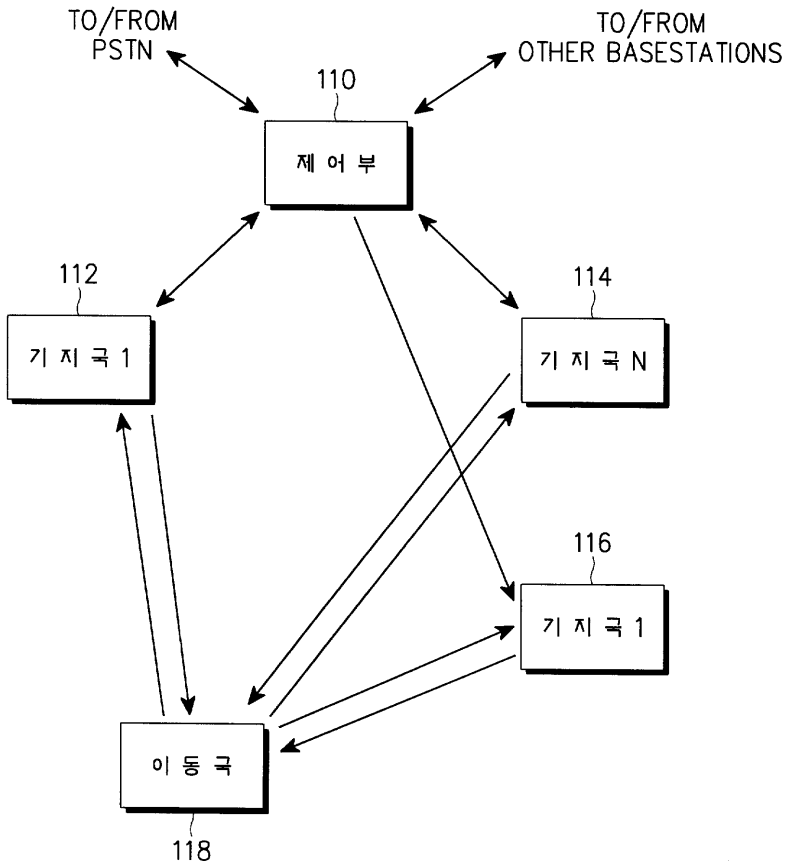 TO/FROM
PSTN
TO/FROM
OTHER BASESTATIONS
110
제 어 부
112
기 지 국 1
114
기 지 국 N
116
기 지 국 1
이 동 국
118